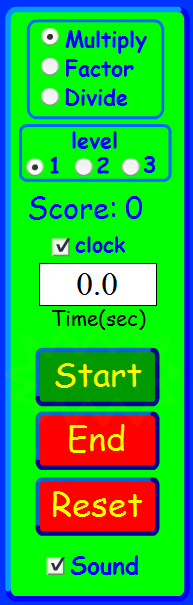 Multiply
Factor
Divide
level
1 2 3
Score: 0
clock
0.0
Time(sec)
Start
End
Reset
Sound